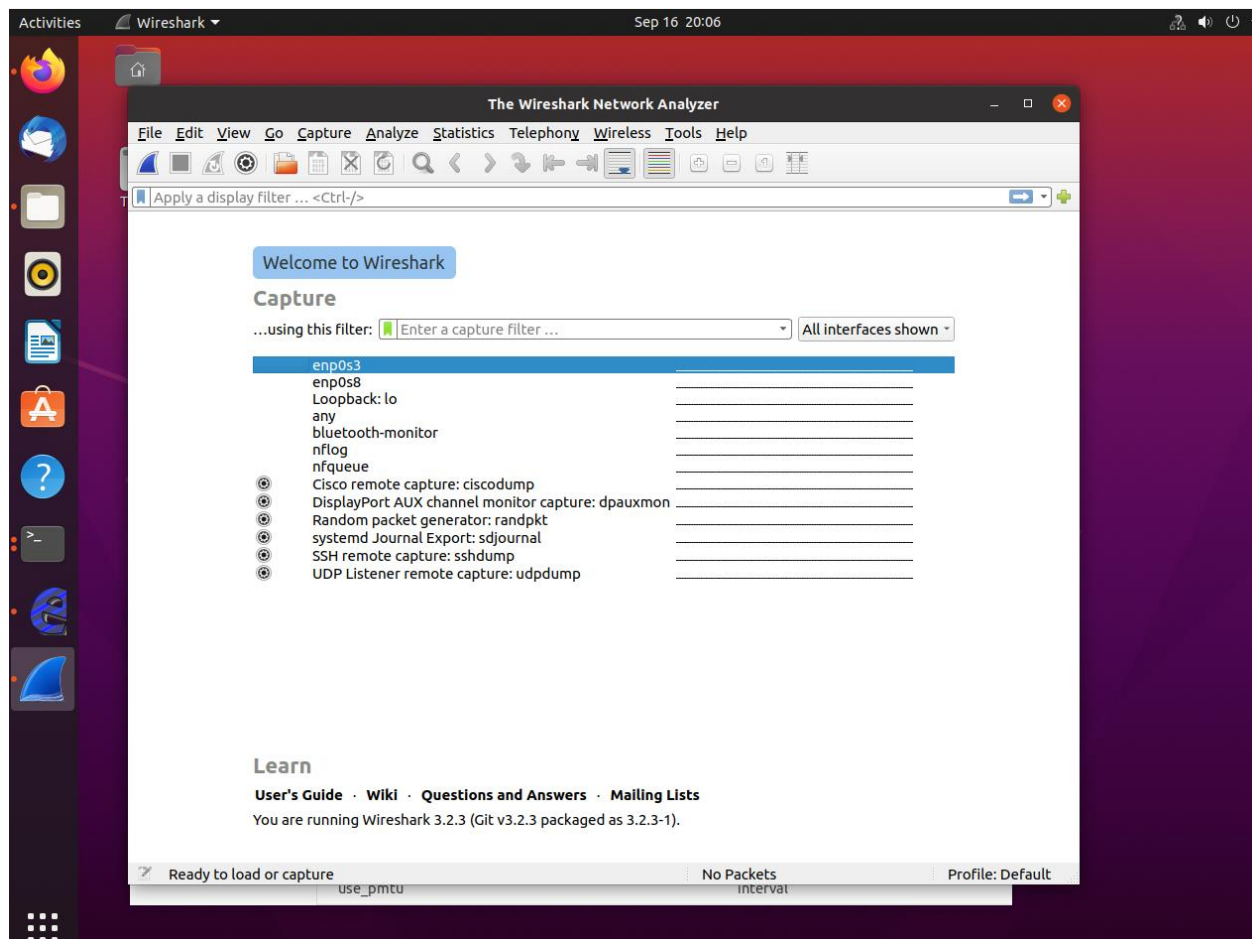 Activities Wireshark Sep 16 20:06
The Wireshark Network Analyzer
File Edit View Go Capture Analyze Statistics Telephony Wireless Tools Help
Apply a display filter … <Ctrl-/>
Welcome to Wireshark
Capture
…using this filter: Enter a capture filter … All interfaces shown
enp0s3
enp0s8
Loopback: lo
any
bluetooth-monitor
nflog
nfqueue
Cisco remote capture: ciscodump
DisplayPort AUX channel monitor capture: dpauxmon
Random packet generator: randpkt
systemd Journal Export: sdjournal
SSH remote capture: sshdump
UDP Listener remote capture: udpdump
Learn
User's Guide · Wiki · Questions and Answers · Mailing Lists
You are running Wireshark 3.2.3 (Git v3.2.3 packaged as 3.2.3-1).
Ready to load or capture No Packets Profile: Default
use_pmtu interval